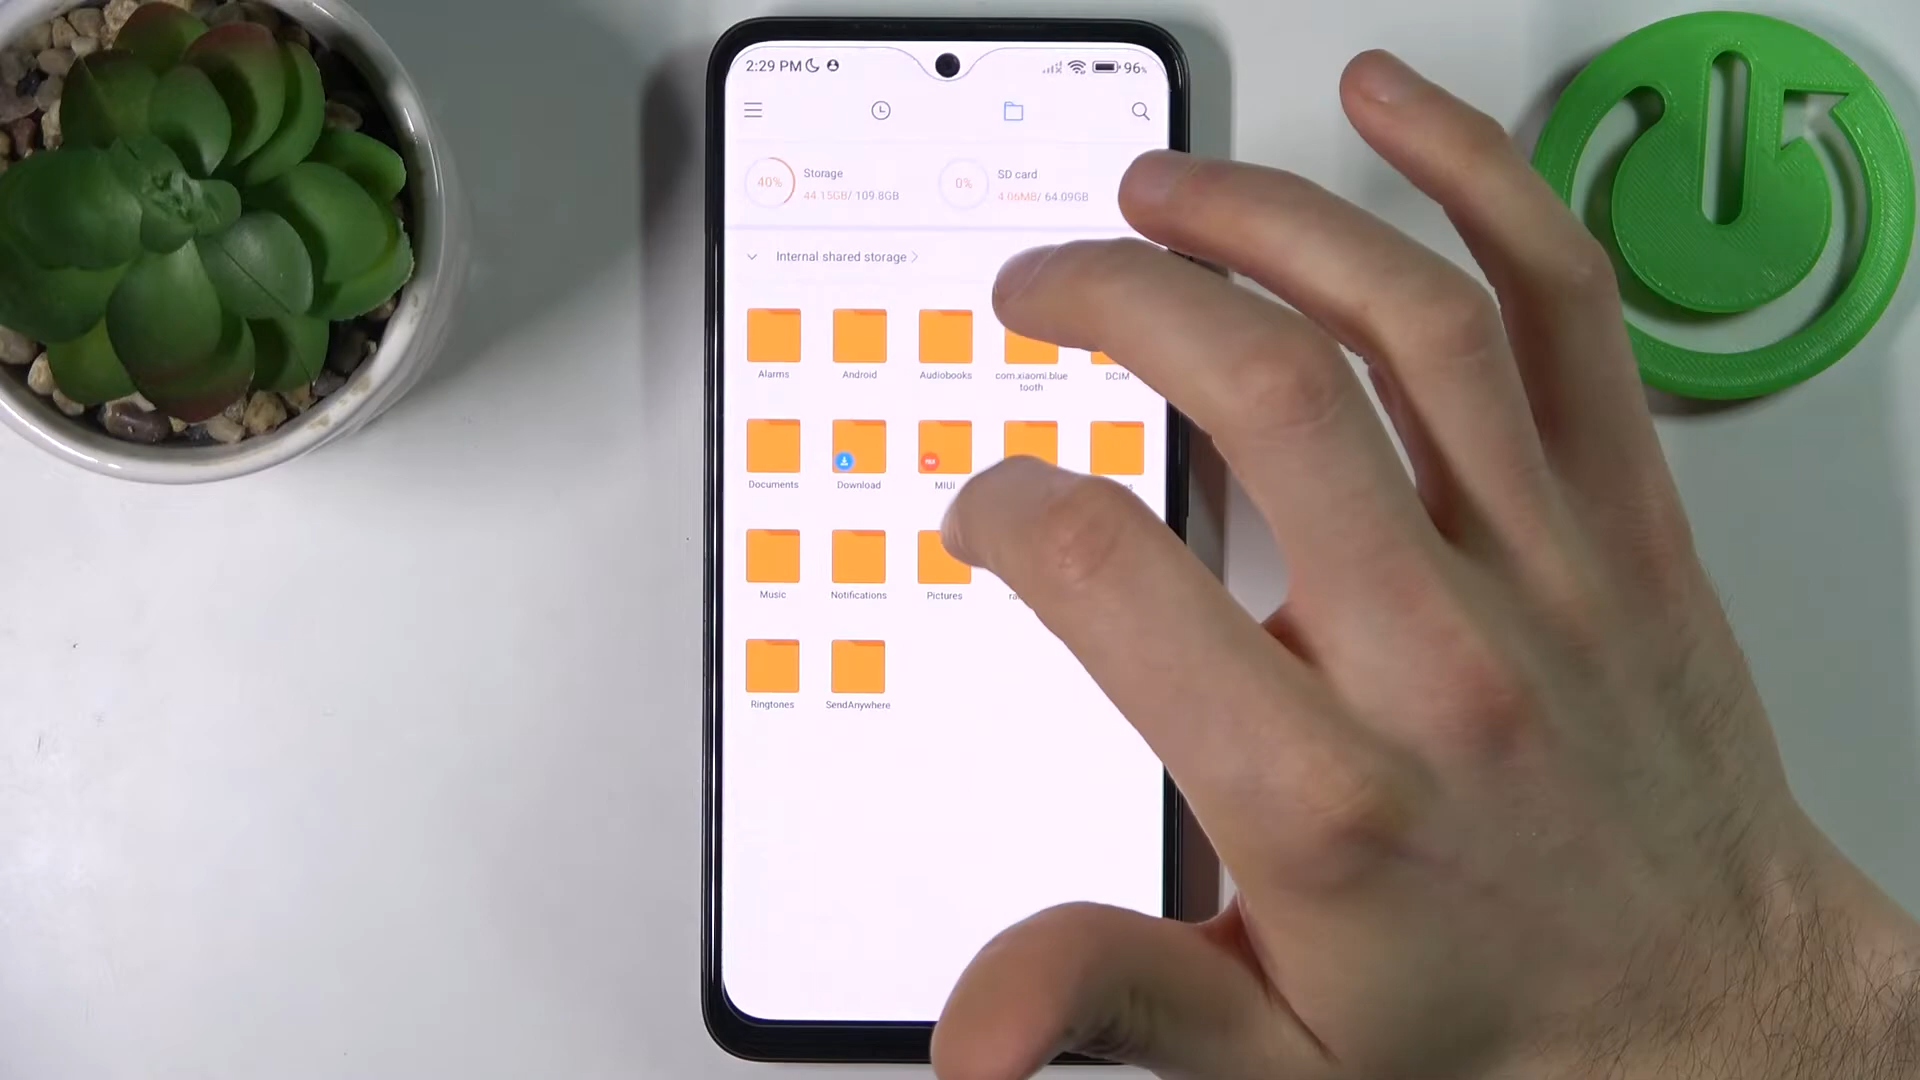 2:29 PM 96%
Storage SD card
40% 44.15GB/ 109.8GB 0% 4.06MB/ 64.09GB
Internal shared storage
Alarms Android Audiobooks com.xiaomi.blue
tooth DCIM
Documents Download MIUI
Music Notifications Pictures
Ringtones SendAnywhere